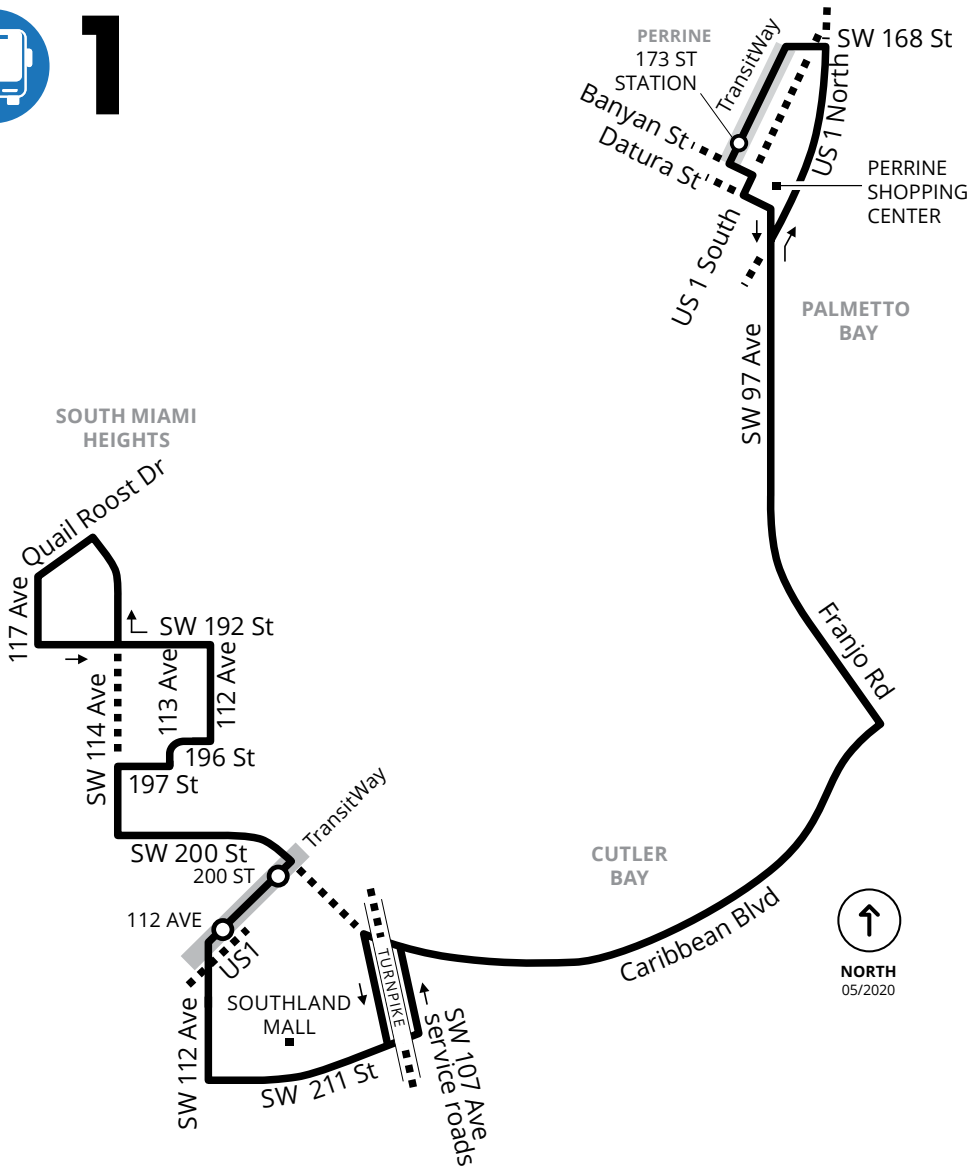 1
SW 168 St
PERRINE
173 ST
STATION
TransitWay
US 1 North
Banyan St
Datura St
PERRINE
SHOPPING
CENTER
US 1 South
PALMETTO
BAY
SW 97 Ave
SOUTH MIAMI
HEIGHTS
Quail Roost Dr
117 Ave
SW 192 St
Franjo Rd
SW 114 Ave
113 Ave
112 Ave
196 St
197 St
TransitWay
SW 200 St
200 ST
CUTLER
BAY
112 AVE
US1
Caribbean Blvd
TURNPIKE
NORTH
05/2020
SOUTHLAND
MALL
SW 112 Ave
SW 211 St
SW 107 Ave
service roads